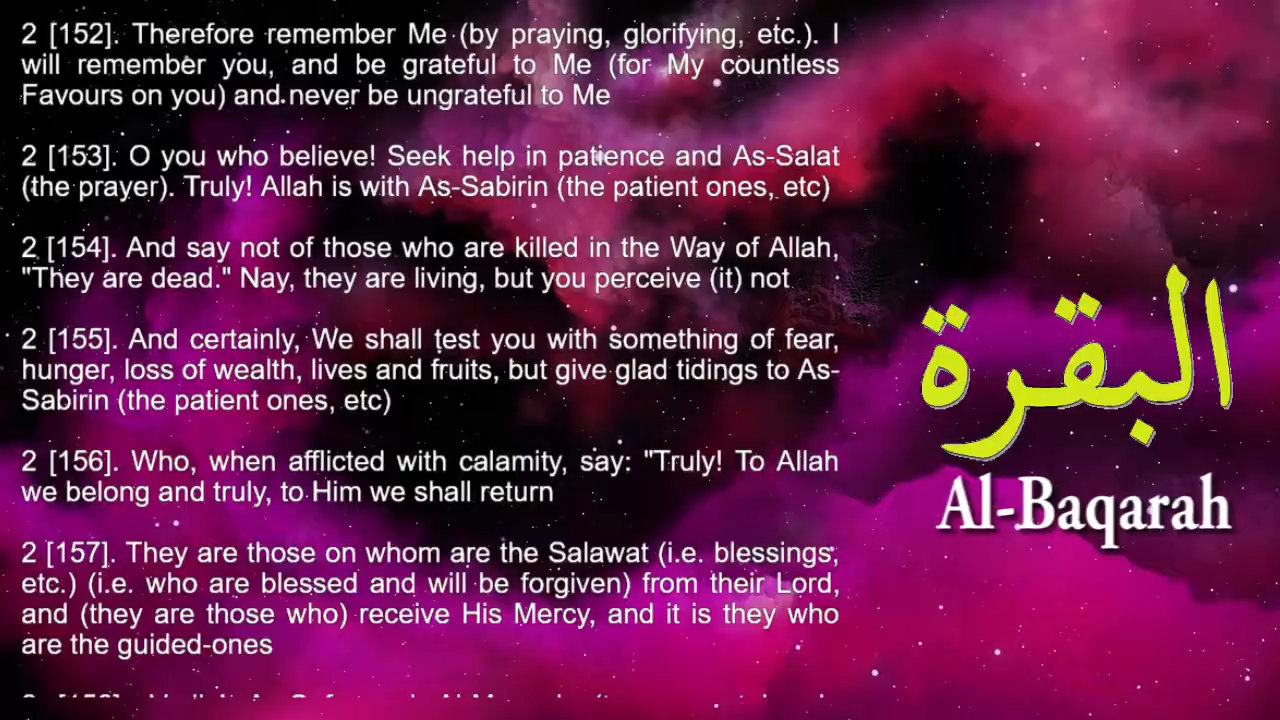 2 [152]. Therefore remember Me (by praying, glorifying, etc.). I
will remember you, and be grateful to Me (for My countless
Favours on you) and never be ungrateful to Me
2 [153]. O you who believe! Seek help in patience and As-Salat
(the prayer). Truly! Allah is with As-Sabirin (the patient ones, etc)
2 [154]. And say not of those who are killed in the Way of Allah,
"They are dead." Nay, they are living, but you perceive (it) not
2 [155]. And certainly, We shall test you with something of fear,
hunger, loss of wealth, lives and fruits, but give glad tidings to As-
Sabirin (the patient ones, etc)
2 [156]. Who, when afflicted with calamity, say: "Truly! To Allah
we belong and truly, to Him we shall return
2 [157]. They are those on whom are the Salawat (i.e. blessings,
etc.) (i.e. who are blessed and will be forgiven) from their Lord,
and (they are those who) receive His Mercy, and it is they who
are the guided-ones
البقرة
Al-Baqarah